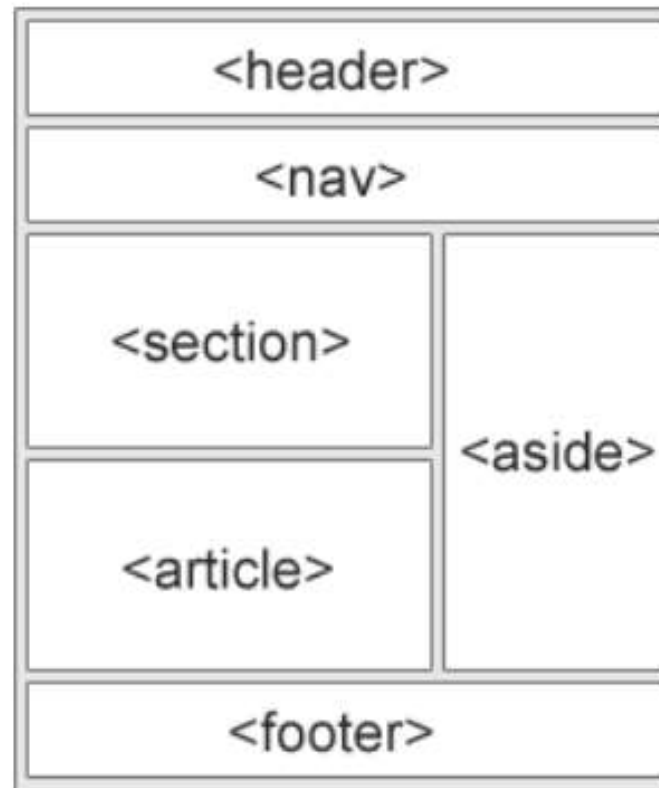 <header>
<nav>
<section>
<aside>
<article>
<footer>